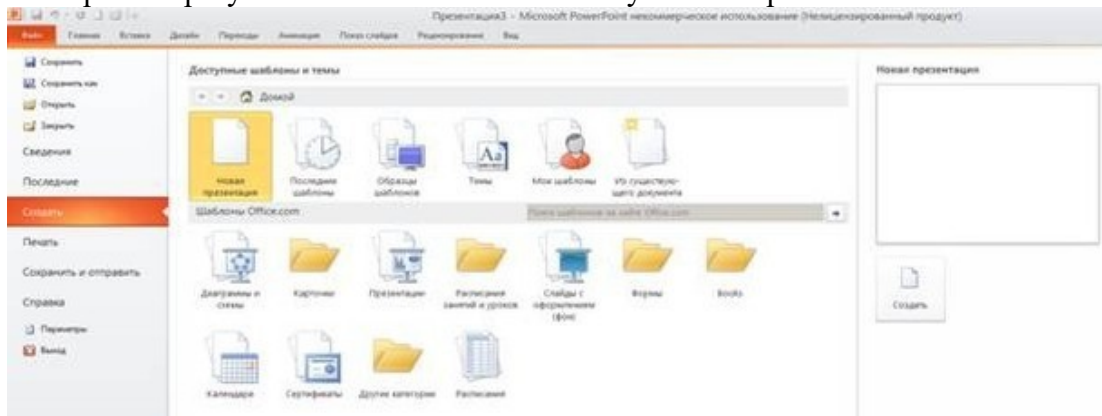 Презентация3 - Microsoft PowerPoint некоммерческое использование (Нелицензированный продукт)
Файл Главная Вставка Дизайн Переходы Анимация Показ слайдов Рецензирование Вид
Сохранить
Сохранить как
Открыть
Закрыть
Сведения
Последние
Создать
Печать
Сохранить и отправить
Справка
Параметры
Выход
Доступные шаблоны и темы
Домой
Новая презентация
Последние шаблоны
Образцы шаблонов
Темы
Мои шаблоны
Из существующего документа
Шаблоны Office.com
Поиск шаблонов на сайте Office.com
Диаграммы и схемы
Карточки
Презентации
Расписания занятий и уроков
Слайды с оформлением (фон)
Формы
Books
Календари
Сертификаты
Другие категории
Расписания
Новая презентация
Создать